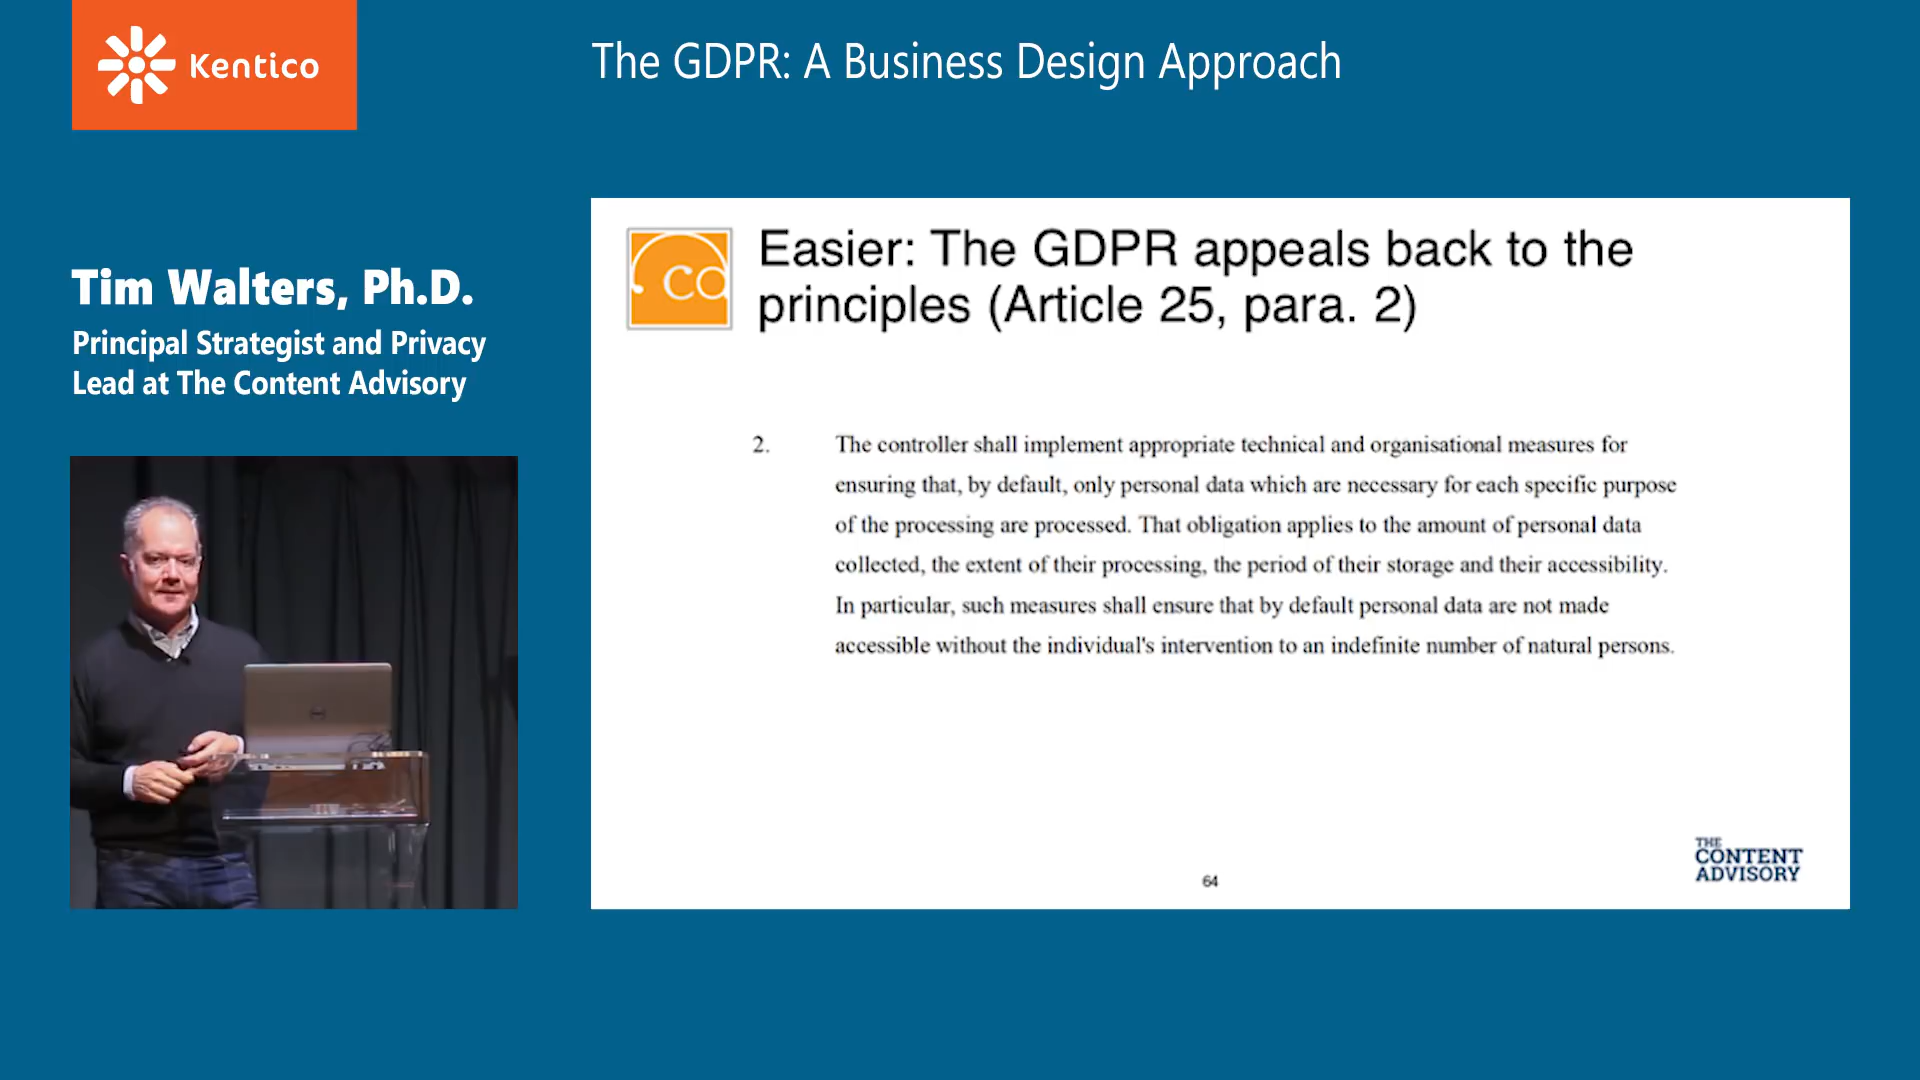 Kentico
The GDPR: A Business Design Approach
Tim Walters, Ph.D.
Principal Strategist and Privacy
Lead at The Content Advisory
Easier: The GDPR appeals back to the
principles (Article 25, para. 2)
2. The controller shall implement appropriate technical and organisational measures for
ensuring that, by default, only personal data which are necessary for each specific purpose
of the processing are processed. That obligation applies to the amount of personal data
collected, the extent of their processing, the period of their storage and their accessibility.
In particular, such measures shall ensure that by default personal data are not made
accessible without the individual's intervention to an indefinite number of natural persons.
64
THE
CONTENT
ADVISORY